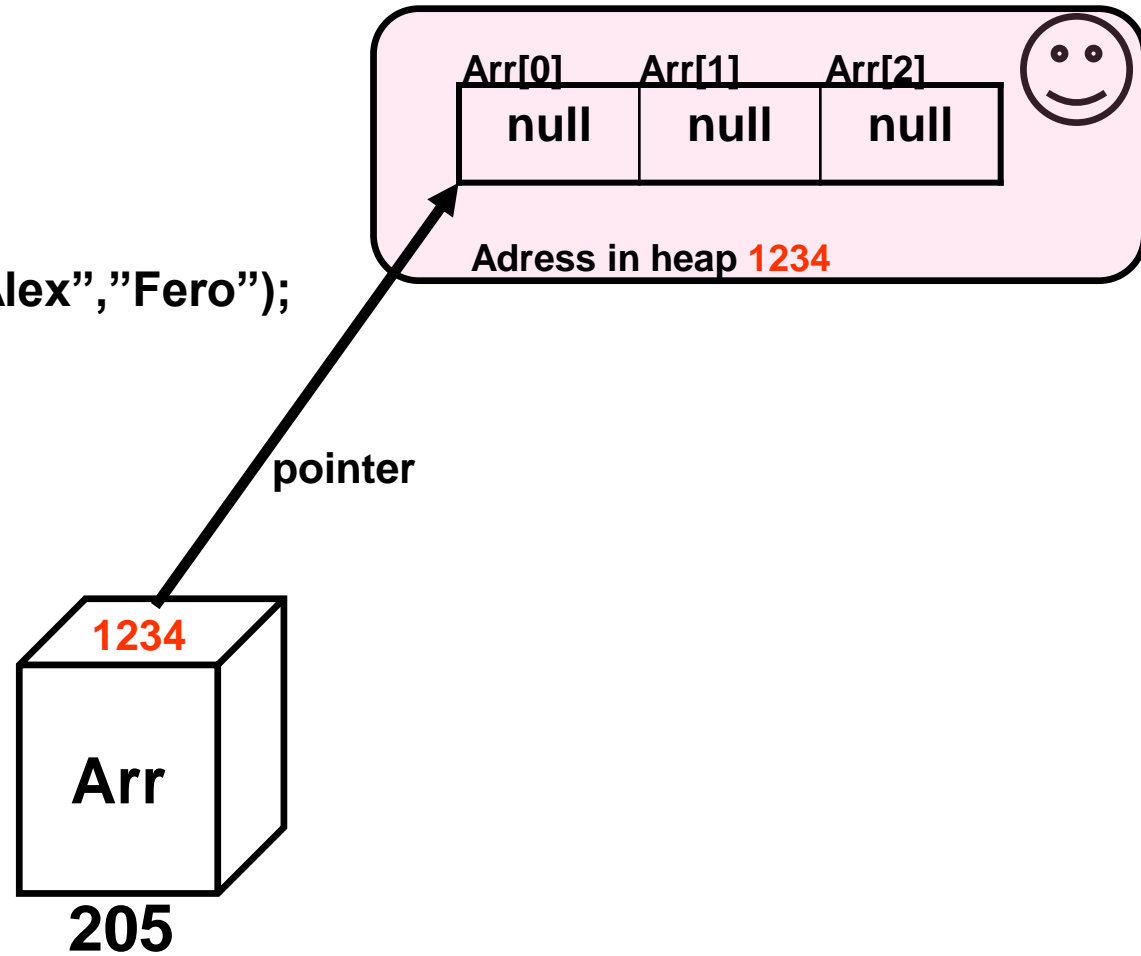 Arr[0] Arr[1] Arr[2]
null null null
Adress in heap 1234
lex”,”Fero”);
pointer
1234
Arr
205